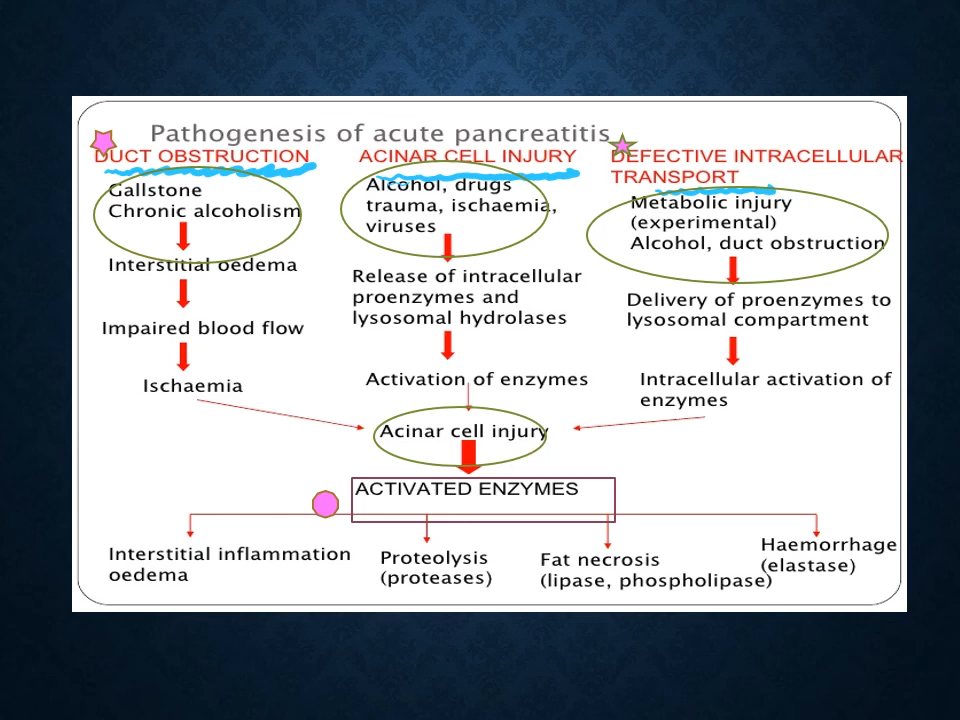 Pathogenesis of acute pancreatitis
DUCT OBSTRUCTION
Gallstone
Chronic alcoholism
Interstitial oedema
Impaired blood flow
Ischaemia
ACINAR CELL INJURY
Alcohol, drugs
trauma, ischaemia,
viruses
Release of intracellular
proenzymes and
lysosomal hydrolases
Activation of enzymes
DEFECTIVE INTRACELLULAR
TRANSPORT
Metabolic injury
(experimental)
Alcohol, duct obstruction
Delivery of proenzymes to
lysosomal compartment
Intracellular activation of
enzymes
Acinar cell injury
ACTIVATED ENZYMES
Interstitial inflammation
oedema
Proteolysis
(proteases)
Fat necrosis
(lipase, phospholipase)
Haemorrhage
(elastase)